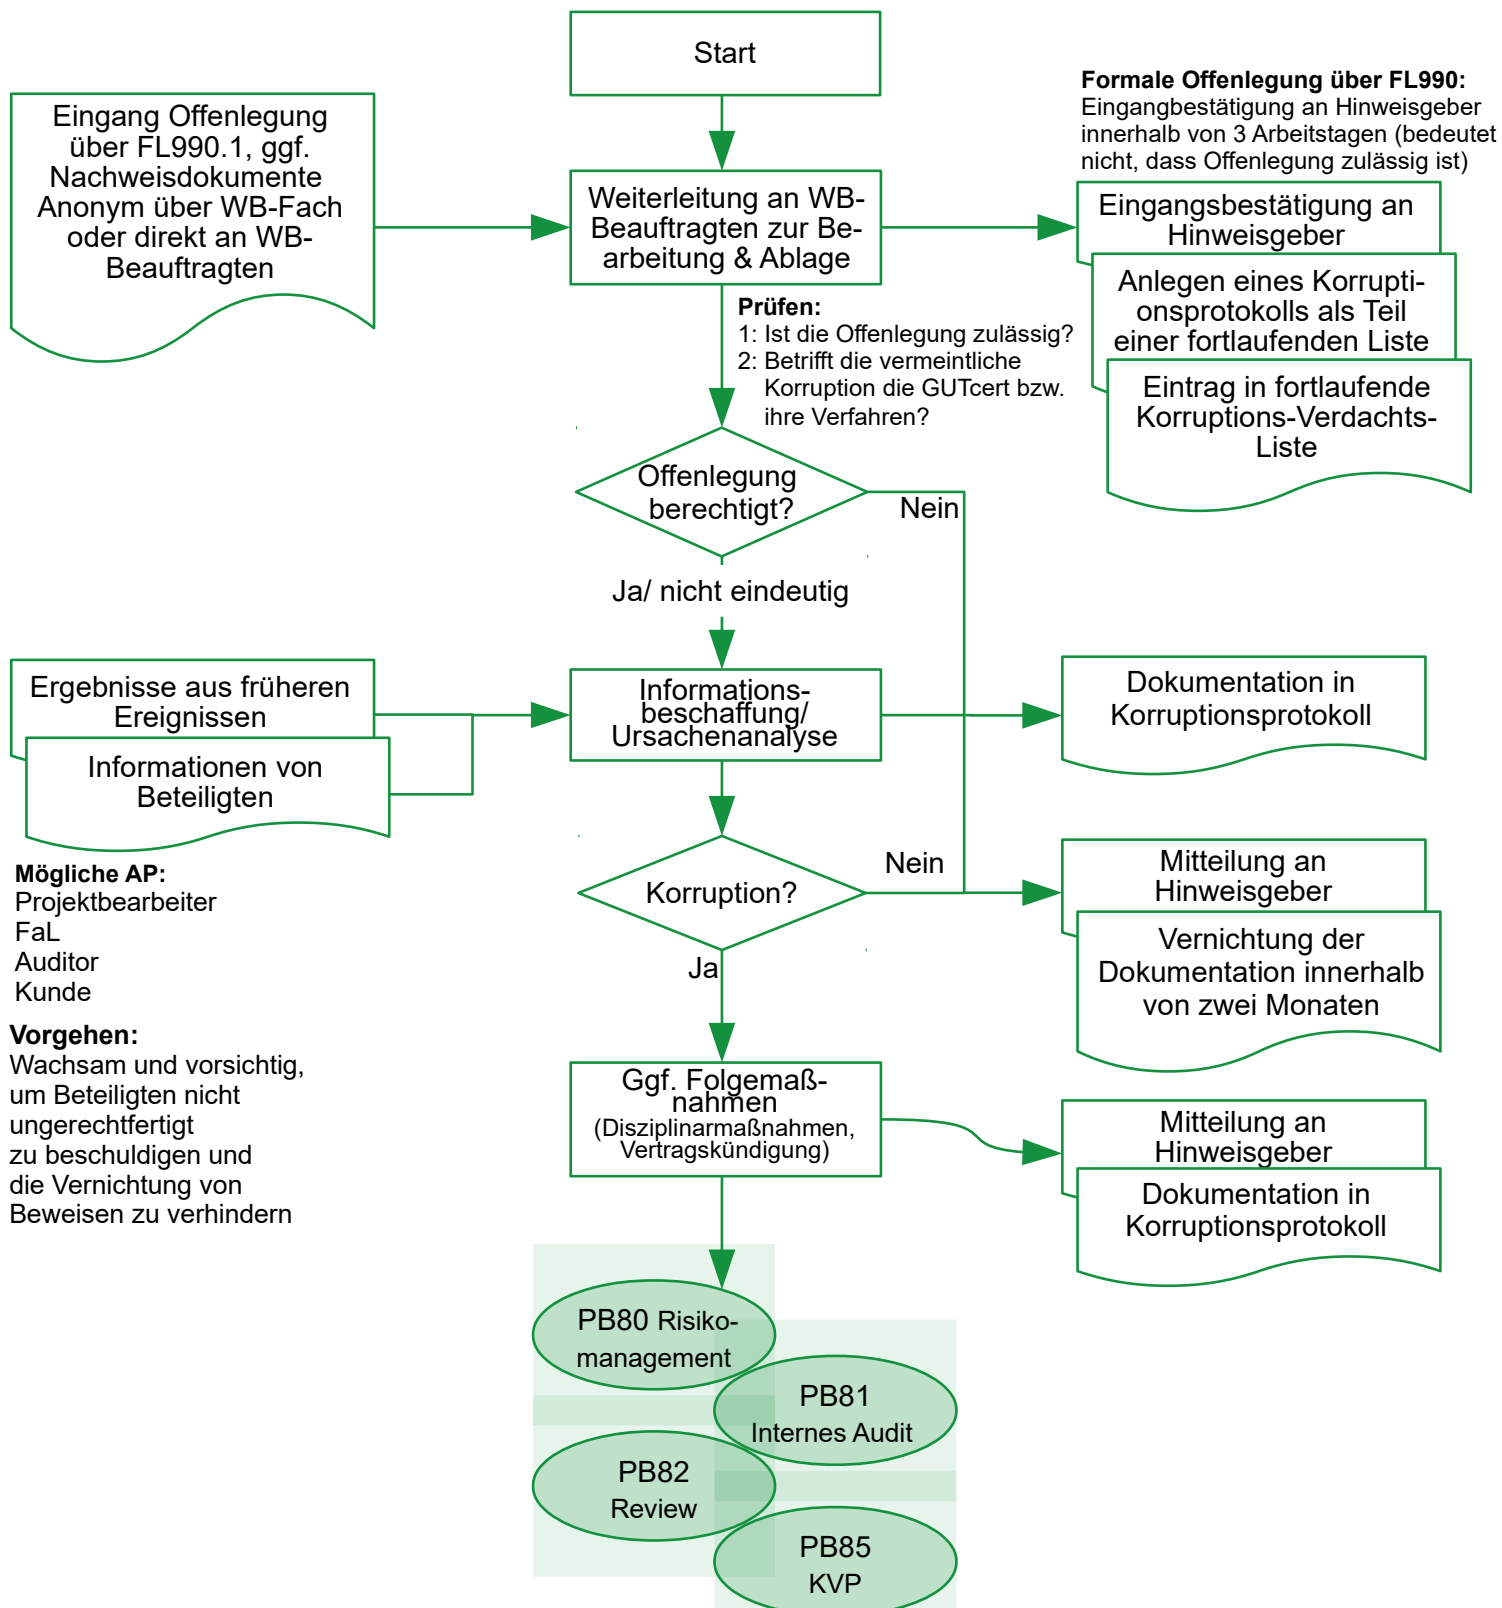 Start
Formale Offenlegung über FL990:
Eingangbestätigung an Hinweisgeber
innerhalb von 3 Arbeitstagen (bedeutet
nicht, dass Offenlegung zulässig ist)
Eingang Offenlegung
über FL990.1, ggf.
Nachweisdokumente
Anonym über WB-Fach
oder direkt an WB-
Beauftragten
Weiterleitung an WB-
Beauftragten zur Be-
arbeitung & Ablage
Eingangsbestätigung an
Hinweisgeber
Anlegen eines Korrupti-
onsprotokolls als Teil
einer fortlaufenden Liste
Eintrag in fortlaufende
Korruptions-Verdachts-
Liste
Prüfen:
1: Ist die Offenlegung zulässig?
2: Betrifft die vermeintliche
Korruption die GUTcert bzw.
ihre Verfahren?
Offenlegung
berechtigt?
Nein
Ja/ nicht eindeutig
Ergebnisse aus früheren
Ereignissen
Informationen von
Beteiligten
Informations-
beschaffung/
Ursachenanalyse
Dokumentation in
Korruptionsprotokoll
Mögliche AP:
Projektbearbeiter
FaL
Auditor
Kunde
Vorgehen:
Wachsam und vorsichtig,
um Beteiligten nicht
ungerechtfertigt
zu beschuldigen und
die Vernichtung von
Beweisen zu verhindern
Korruption?
Nein
Ja
Mitteilung an
Hinweisgeber
Vernichtung der
Dokumentation innerhalb
von zwei Monaten
Ggf. Folgemaß-
nahmen
(Disziplinarmaßnahmen,
Vertragskündigung)
Mitteilung an
Hinweisgeber
Dokumentation in
Korruptionsprotokoll
PB80 Risiko-
management
PB81
Internes Audit
PB82
Review
PB85
KVP